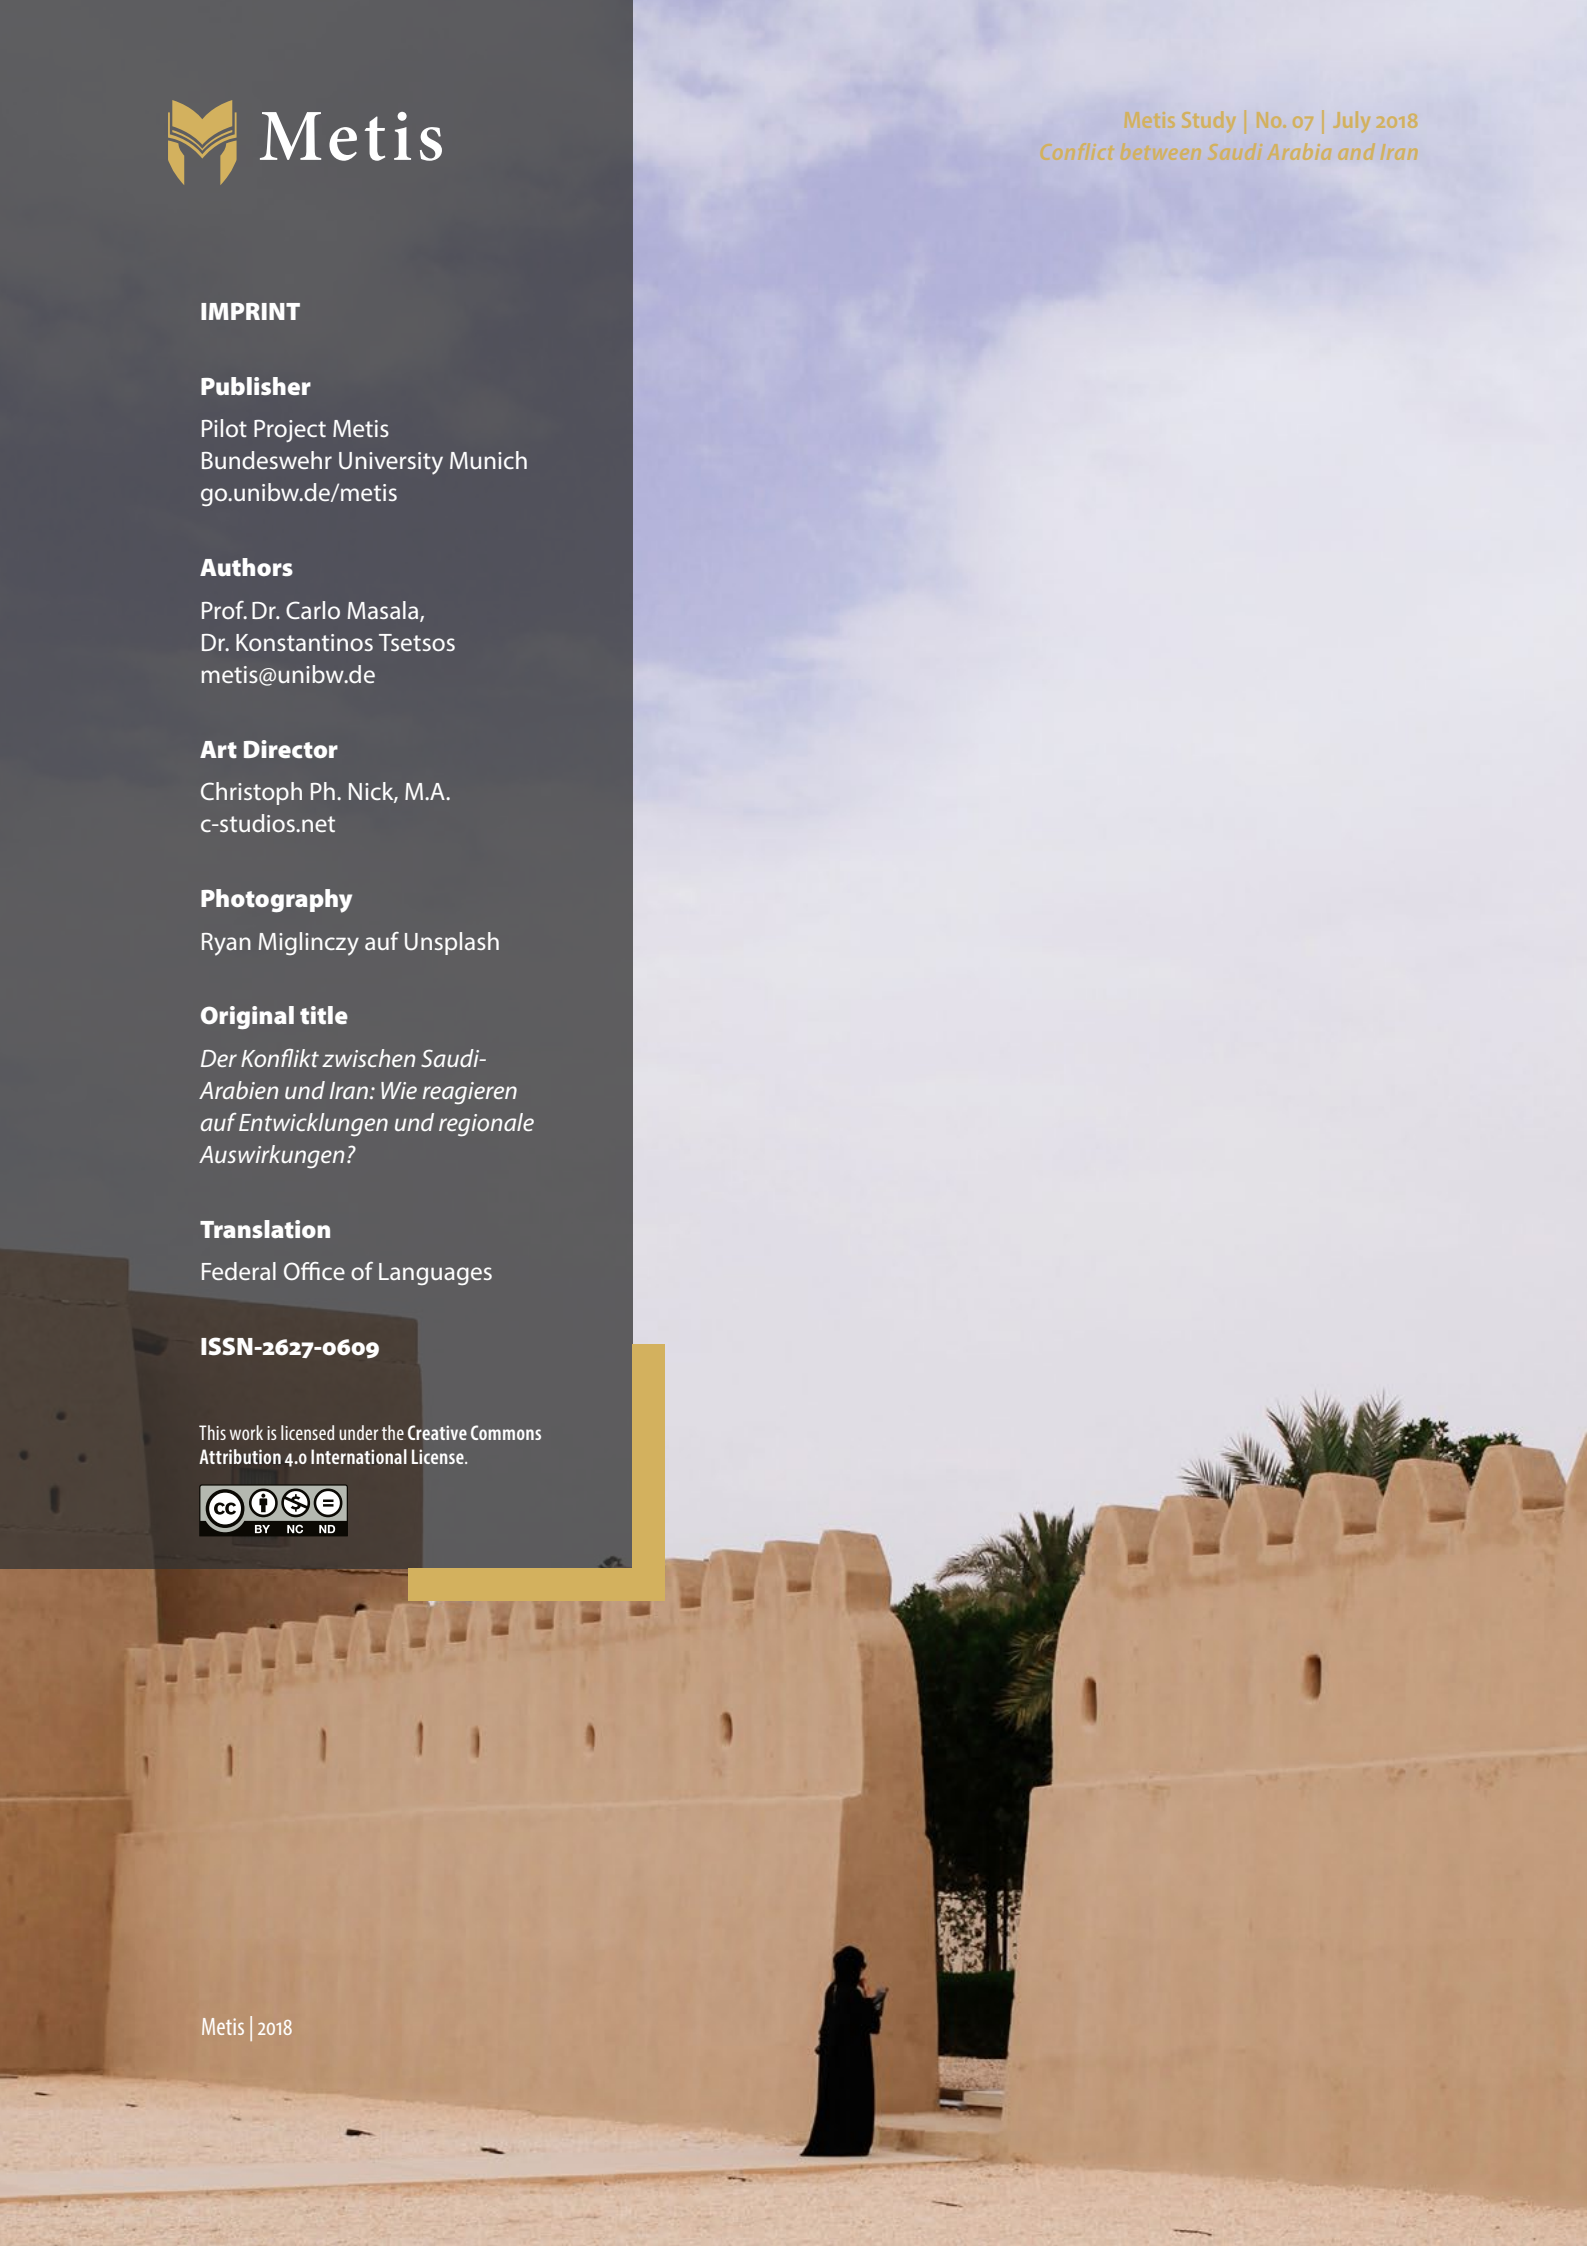 Metis
Metis Study | No. 07 | July 2018
Conflict between Saudi Arabia and Iran
IMPRINT
Publisher
Pilot Project Metis
Bundeswehr University Munich
go.unibw.de/metis
Authors
Prof. Dr. Carlo Masala,
Dr. Konstantinos Tsetsos
metis@unibw.de
Art Director
Christoph Ph. Nick, M.A.
c-studios.net
Photography
Ryan Miglinczy auf Unsplash
Original title
Der Konflikt zwischen Saudi-
Arabien und Iran: Wie reagieren
auf Entwicklungen und regionale
Auswirkungen?
Translation
Federal Office of Languages
ISSN-2627-0609
This work is licensed under the Creative Commons
Attribution 4.0 International License.
cc
BY NC ND
Metis | 2018